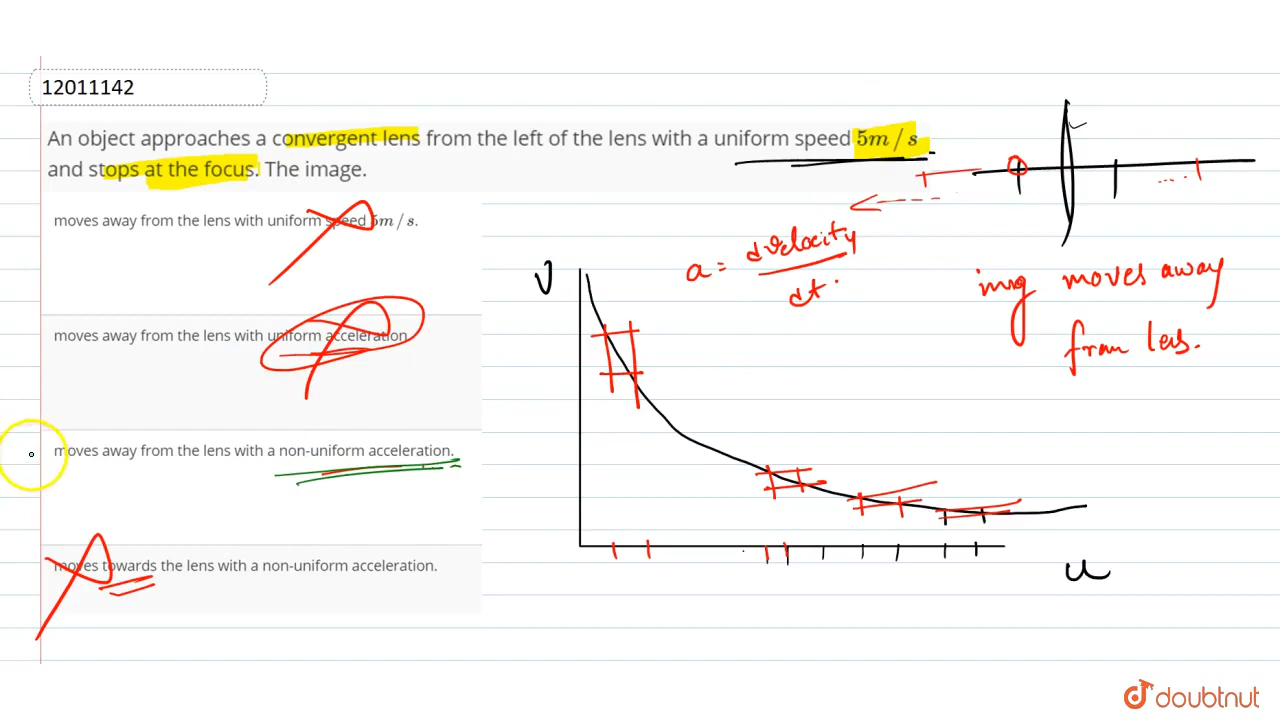 12011142
An object approaches a convergent lens from the left of the lens with a uniform speed 5m/s
and stops at the focus. The image.
moves away from the lens with uniform speed 5m/s.
moves away from the lens with uniform acceleration
moves away from the lens with a non-uniform acceleration.
moves towards the lens with a non-uniform acceleration.
a = dvelocity/dt
img moves away
from lens.
V
u
doubtnut